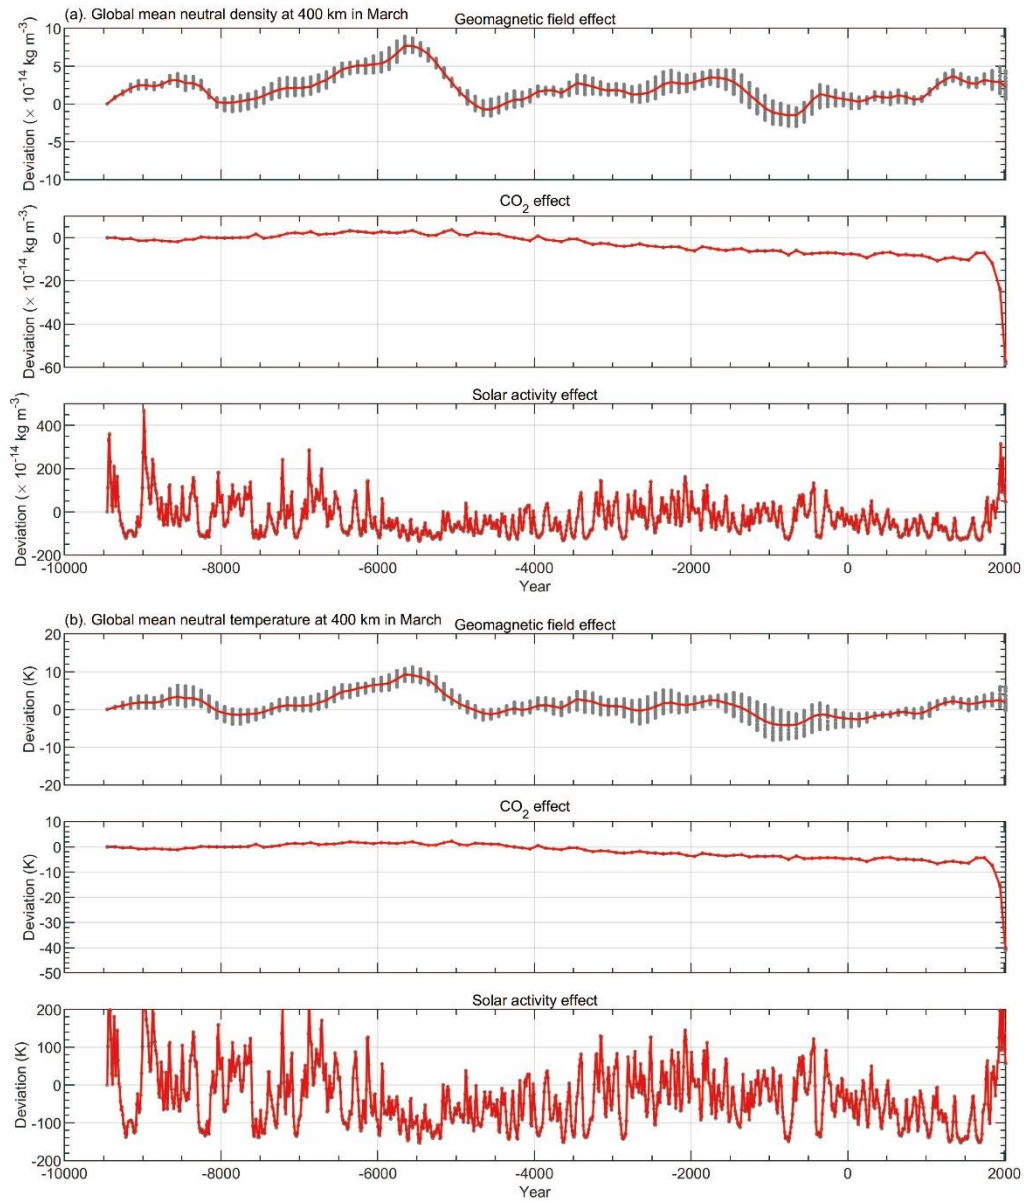 (a). Global mean neutral density at 400 km in March
Geomagnetic field effect
Deviation (× 10⁻¹⁴ kg m⁻³)
10
5
0
-5
-10
CO₂ effect
Deviation (× 10⁻¹⁴ kg m⁻³)
0
-20
-40
-60
Solar activity effect
Deviation (× 10⁻¹⁴ kg m⁻³)
400
200
0
-200
-10000 -8000 -6000 -4000 -2000 0 2000
Year
(b). Global mean neutral temperature at 400 km in March
Geomagnetic field effect
Deviation (K)
20
10
0
-10
-20
CO₂ effect
Deviation (K)
10
0
-10
-20
-30
-40
-50
Solar activity effect
Deviation (K)
200
100
0
-100
-200
-10000 -8000 -6000 -4000 -2000 0 2000
Year